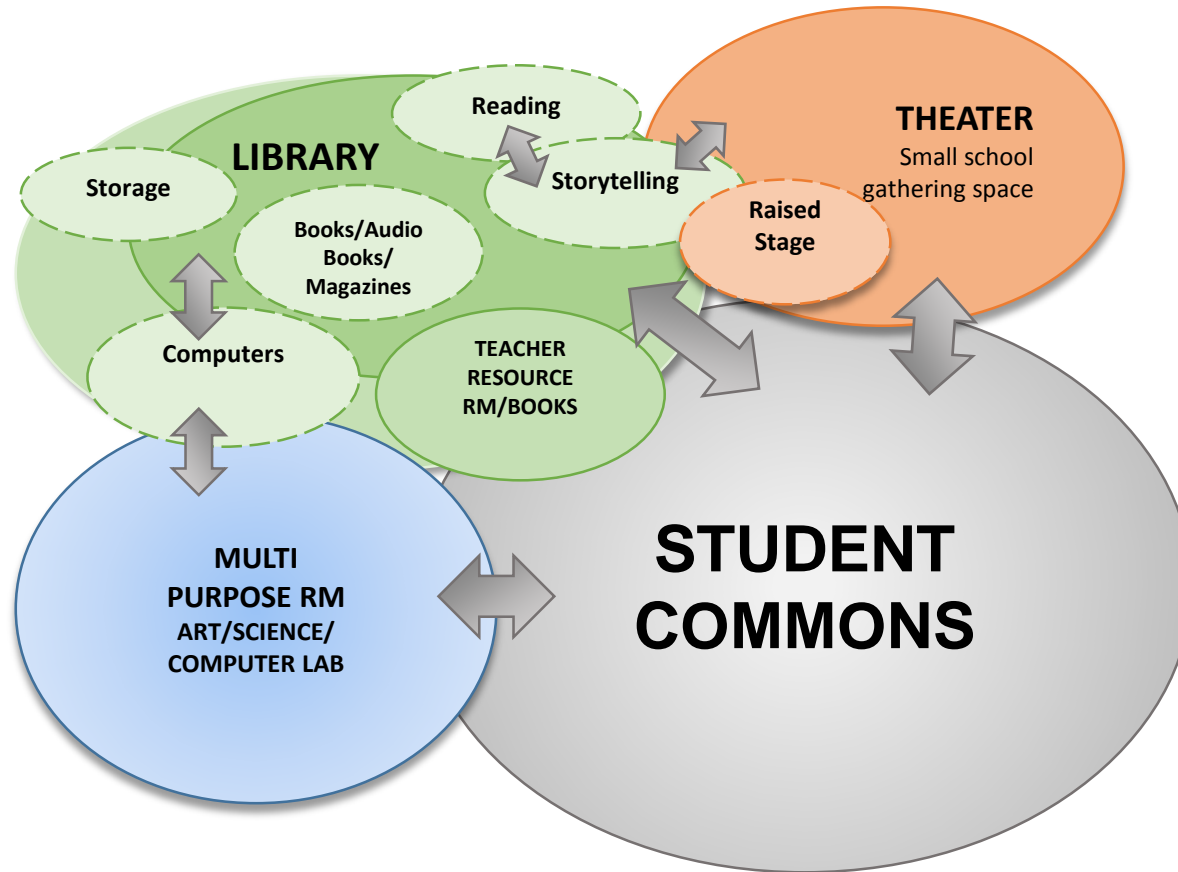 Reading
LIBRARY
Storage
Storytelling
Books/Audio
Books/
Magazines
Computers
TEACHER
RESOURCE
RM/BOOKS
THEATER
Small school
gathering space
Raised
Stage
MULTI
PURPOSE RM
ART/SCIENCE/
COMPUTER LAB
STUDENT
COMMONS